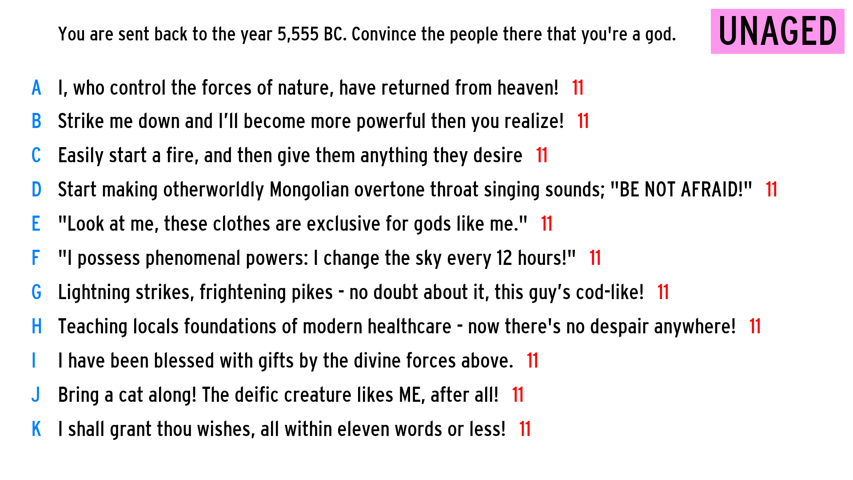 You are sent back to the year 5,555 BC. Convince the people there that you're a god.
UNAGED
A I, who control the forces of nature, have returned from heaven! 11
B Strike me down and I’ll become more powerful then you realize! 11
C Easily start a fire, and then give them anything they desire 11
D Start making otherworldly Mongolian overtone throat singing sounds; "BE NOT AFRAID!" 11
E "Look at me, these clothes are exclusive for gods like me." 11
F "I possess phenomenal powers: I change the sky every 12 hours!" 11
G Lightning strikes, frightening pikes - no doubt about it, this guy’s cod-like! 11
H Teaching locals foundations of modern healthcare - now there's no despair anywhere! 11
I I have been blessed with gifts by the divine forces above. 11
J Bring a cat along! The deific creature likes ME, after all! 11
K I shall grant thou wishes, all within eleven words or less! 11